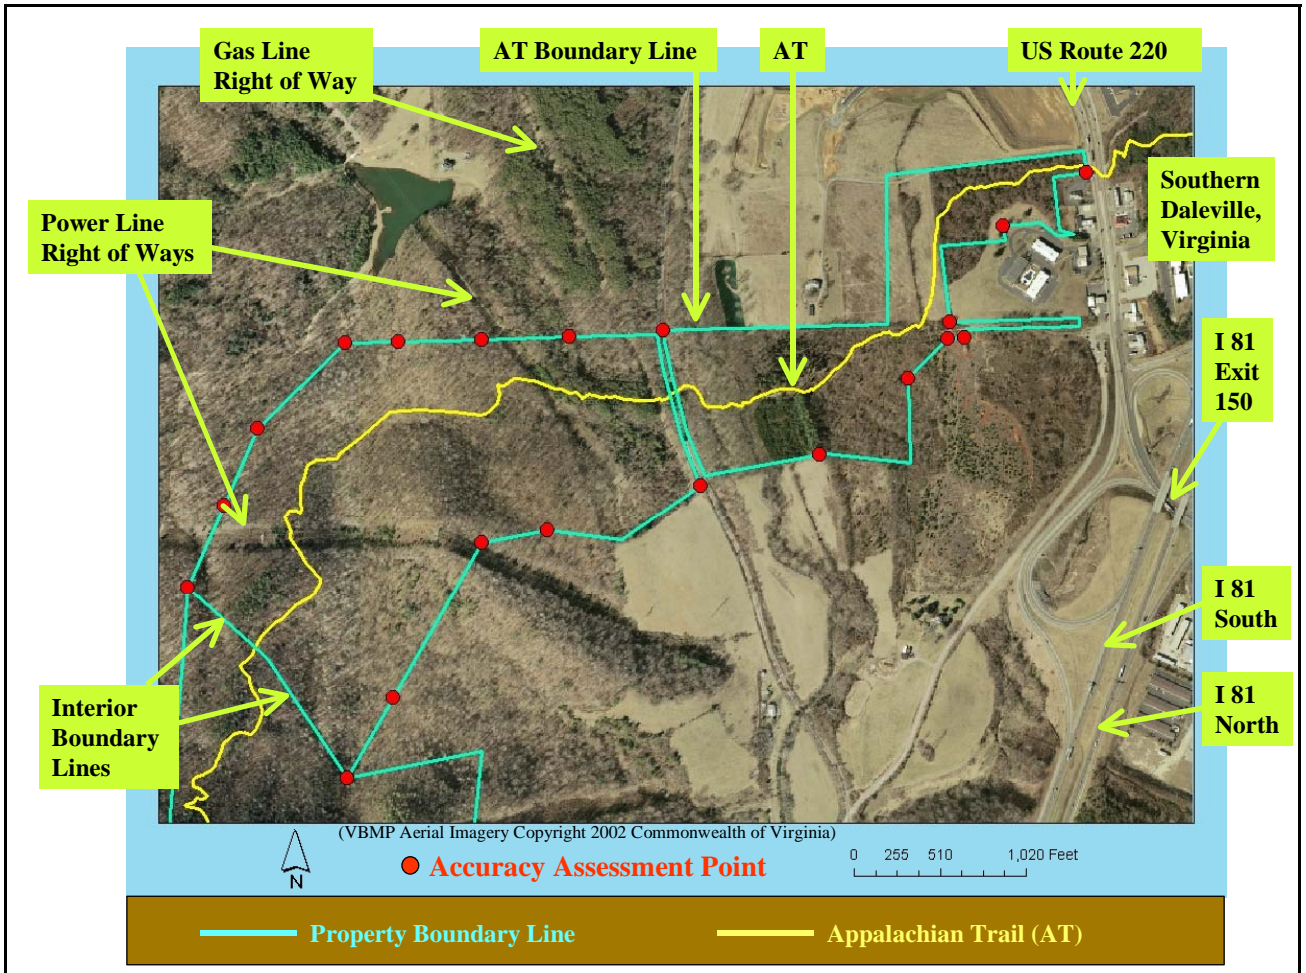 Gas Line
Right of Way
AT Boundary Line
AT
US Route 220
Southern
Daleville,
Virginia
Power Line
Right of Ways
I 81
Exit
150
I 81
South
I 81
North
Interior
Boundary
Lines
(VBMP Aerial Imagery Copyright 2002 Commonwealth of Virginia)
N
Accuracy Assessment Point
0 255 510 1,020 Feet
Property Boundary Line
Appalachian Trail (AT)